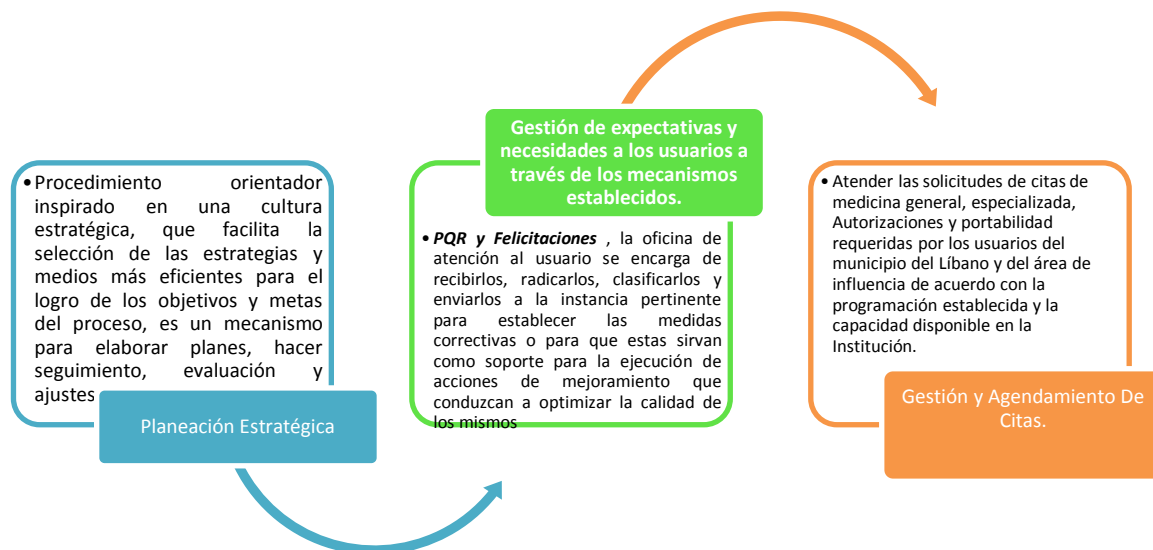 • Procedimiento orientador
inspirado en una cultura
estratégica, que facilita la
selección de las estrategias y
medios más eficientes para el
logro de los objetivos y metas
del proceso, es un mecanismo
para elaborar planes, hacer
seguimiento, evaluación y
ajustes
Planeación Estratégica
Gestión de expectativas y
necesidades a los usuarios a
través de los mecanismos
establecidos.
• PQR y Felicitaciones , la oficina de
atención al usuario se encarga de
recibirlos, radicarlos, clasificarlos y
enviarlos a la instancia pertinente
para establecer las medidas
correctivas o para que estas sirvan
como soporte para la ejecución de
acciones de mejoramiento que
conduzcan a optimizar la calidad de
los mismos
• Atender las solicitudes de citas de
medicina general, especializada,
Autorizaciones y portabilidad
requeridas por los usuarios del
municipio del Líbano y del área de
influencia de acuerdo con la
programación establecida y la
capacidad disponible en la
Institución.
Gestión y Agendamiento De
Citas.